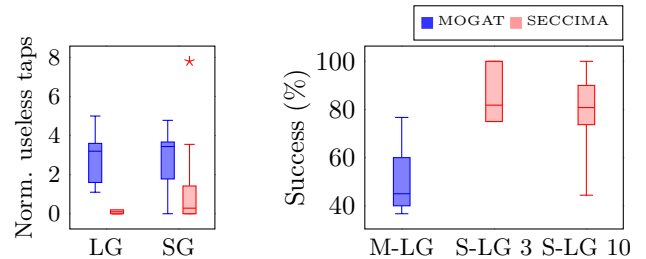 MOGAT SECCIMA
Norm. useless taps
8
6
4
2
0
LG SG
Success (%)
100
80
60
40
M-LG S-LG 3 S-LG 10